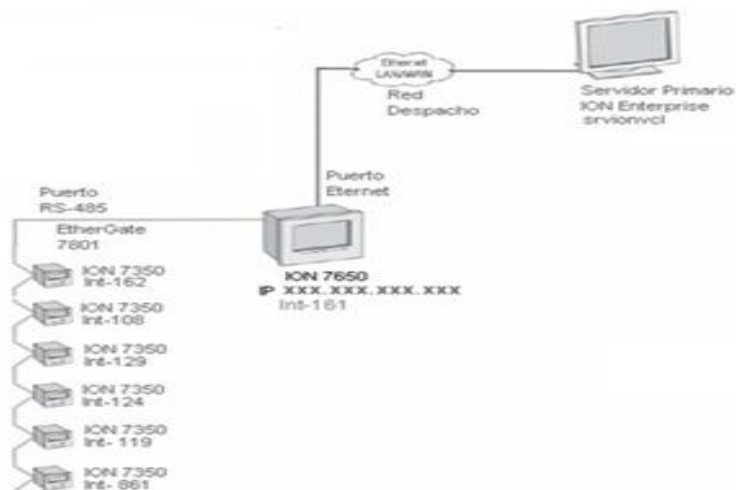 Ethernet
LAN/WAN
Red
Despacho
Servidor Primario
ION Enterprise
srvionvcl
Puerto
Eternet
Puerto
RS-485
EtherGate
7801
ION 7650
IP XXX.XXX.XXX.XXX
Int-161
ION 7350
Int-162
ION 7350
Int-108
ION 7350
Int-129
ION 7350
Int-124
ION 7350
Int- 119
ION 7350
Int- 861